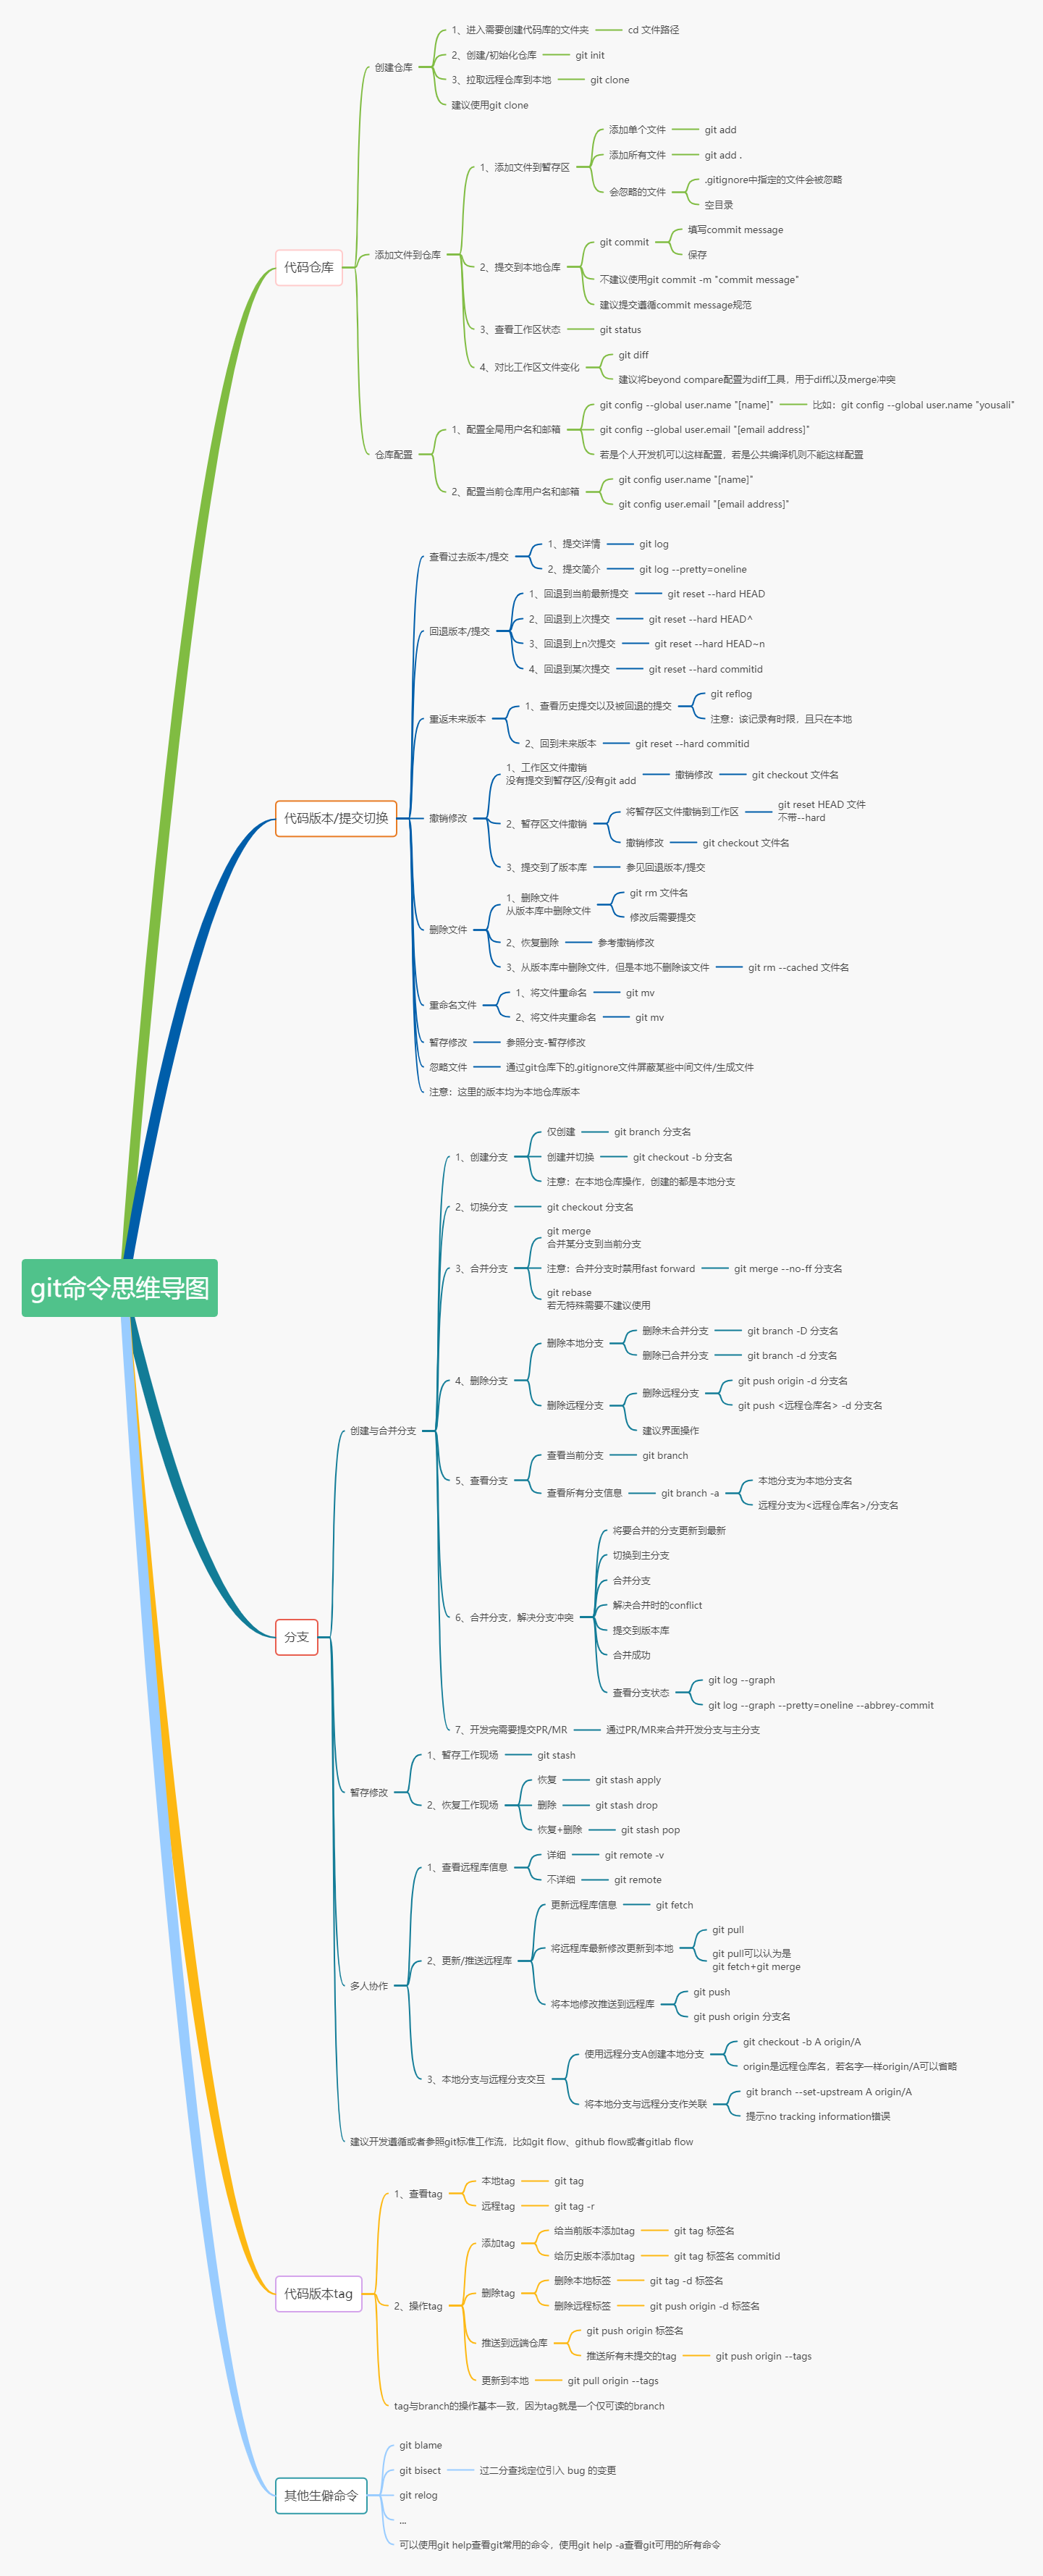 git命令思维导图
代码仓库
创建仓库
1、进入需要创建代码库的文件夹
cd 文件路径
2、创建/初始化仓库
git init
3、拉取远程仓库到本地
git clone
建议使用git clone
添加文件到仓库
1、添加文件到暂存区
添加单个文件
git add
添加所有文件
git add .
会忽略的文件
.gitignore中指定的文件会被忽略
空目录
2、提交到本地仓库
git commit
填写commit message
保存
不建议使用git commit -m "commit message"
建议提交遵循commit message规范
3、查看工作区状态
git status
4、对比工作区文件变化
git diff
建议将beyond compare配置为diff工具，用于diff以及merge冲突
仓库配置
1、配置全局用户名和邮箱
git config --global user.name "[name]"
比如：git config --global user.name "yousali"
git config --global user.email "[email address]"
若是个人开发机可以这样配置，若是公共编译机则不能这样配置
2、配置当前仓库用户名和邮箱
git config user.name "[name]"
git config user.email "[email address]"
代码版本/提交切换
查看过去版本/提交
1、提交详情
git log
2、提交简介
git log --pretty=oneline
回退版本/提交
1、回退到当前最新提交
git reset --hard HEAD
2、回退到上次提交
git reset --hard HEAD^
3、回退到上n次提交
git reset --hard HEAD~n
4、回退到某次提交
git reset --hard commitid
重返未来版本
1、查看历史提交以及被回退的提交
git reflog
注意：该记录有时限，且只在本地
2、回到未来版本
git reset --hard commitid
撤销修改
1、工作区文件撤销
没有提交到暂存区/没有git add
撤销修改
git checkout 文件名
2、暂存区文件撤销
将暂存区文件撤销到工作区
git reset HEAD 文件
不带--hard
撤销修改
git checkout 文件名
3、提交到了版本库
参见回退版本/提交
删除文件
1、删除文件
从版本库中删除文件
git rm 文件名
修改后需要提交
2、恢复删除
参考撤销修改
3、从版本库中删除文件，但是本地不删除该文件
git rm --cached 文件名
重命名文件
1、将文件重命名
git mv
2、将文件夹重命名
git mv
暂存修改
参照分支-暂存修改
忽略文件
通过git仓库下的.gitignore文件屏蔽某些中间文件/生成文件
注意：这里的版本均为本地仓库版本
分支
创建与合并分支
1、创建分支
仅创建
git branch 分支名
创建并切换
git checkout -b 分支名
注意：在本地仓库操作，创建的都是本地分支
2、切换分支
git checkout 分支名
3、合并分支
git merge
合并某分支到当前分支
注意：合并分支时禁用fast forward
git merge --no-ff 分支名
git rebase
若无特殊需要不建议使用
4、删除分支
删除本地分支
删除未合并分支
git branch -D 分支名
删除已合并分支
git branch -d 分支名
删除远程分支
删除远程分支
git push origin -d 分支名
git push <远程仓库名> -d 分支名
建议界面操作
5、查看分支
查看当前分支
git branch
查看所有分支信息
git branch -a
本地分支为本地分支名
远程分支为<远程仓库名>/分支名
6、合并分支，解决分支冲突
将要合并的分支更新到最新
切换到主分支
合并分支
解决合并时的conflict
提交到版本库
合并成功
查看分支状态
git log --graph
git log --graph --pretty=oneline --abbrev-commit
7、开发完需要提交PR/MR
通过PR/MR来合并开发分支与主分支
暂存修改
1、暂存工作现场
git stash
2、恢复工作现场
恢复
git stash apply
删除
git stash drop
恢复+删除
git stash pop
多人协作
1、查看远程库信息
详细
git remote -v
不详细
git remote
2、更新/推送远程库
更新远程库信息
git fetch
将远程库最新修改更新到本地
git pull
git pull可以认为是
git fetch+git merge
将本地修改推送到远程库
git push
git push origin 分支名
3、本地分支与远程分支交互
使用远程分支A创建本地分支
git checkout -b A origin/A
origin是远程仓库名，若名字一样origin/A可以省略
将本地分支与远程分支作关联
git branch --set-upstream A origin/A
提示no tracking information错误
建议开发遵循或者参照git标准工作流，比如git flow、github flow或者gitlab flow
代码版本tag
1、查看tag
本地tag
git tag
远程tag
git tag -r
2、操作tag
添加tag
给当前版本添加tag
git tag 标签名
给历史版本添加tag
git tag 标签名 commitid
删除tag
删除本地标签
git tag -d 标签名
删除远程标签
git push origin -d 标签名
推送到远端仓库
git push origin 标签名
推送所有未提交的tag
git push origin --tags
更新到本地
git pull origin --tags
tag与branch的操作基本一致，因为tag就是一个仅可读的branch
其他生僻命令
git blame
git bisect
过二分查找定位引入 bug 的变更
git relog
...
可以使用git help查看git常用的命令，使用git help -a查看git可用的所有命令